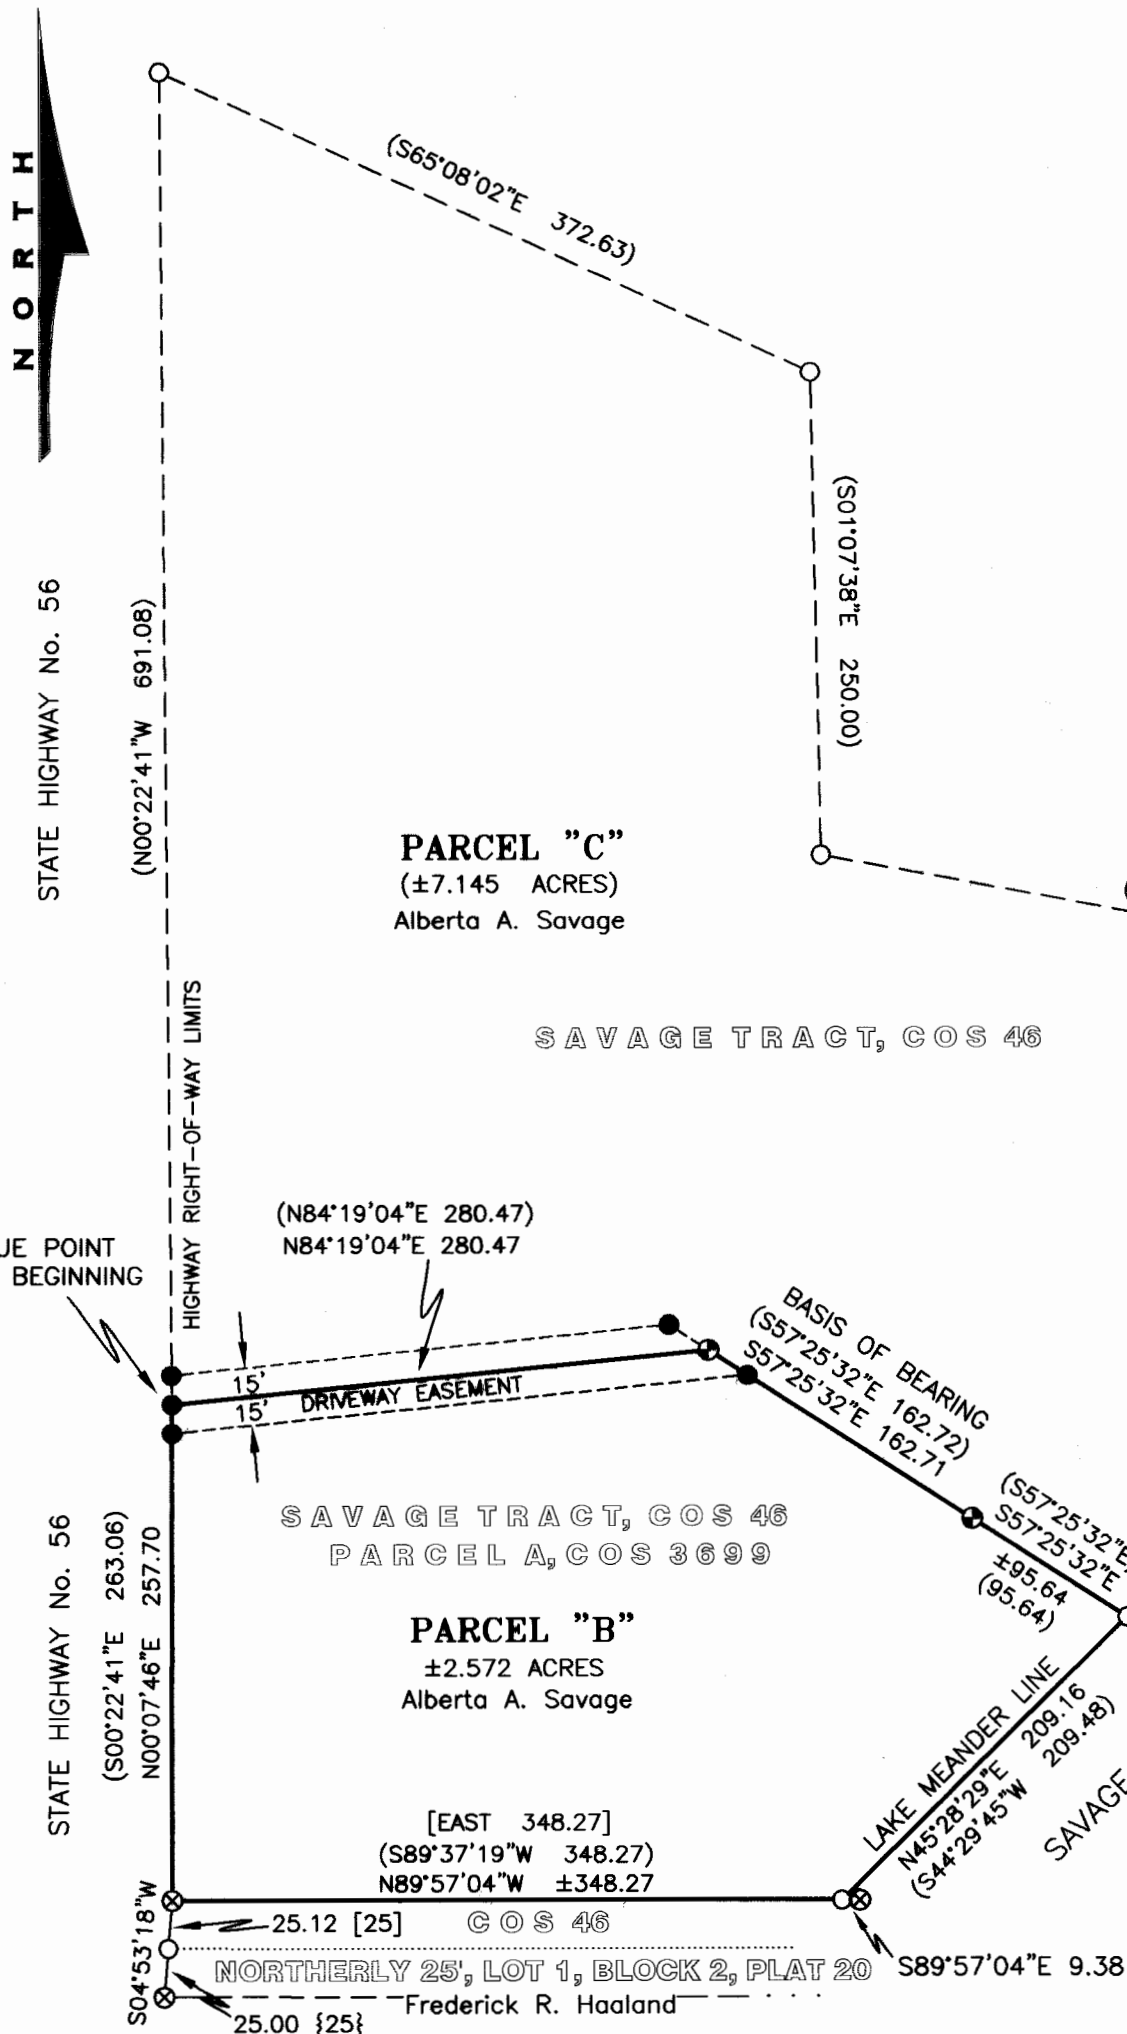 NORTH
(S65°08'02"E 372.63)
(S01°07'38"E 250.00)
STATE HIGHWAY No. 56
(N00°22'41"W 691.08)
PARCEL "C"
(±7.145 ACRES)
Alberta A. Savage
SAVAGE TRACT, COS 46
HIGHWAY RIGHT-OF-WAY LIMITS
(N84°19'04"E 280.47)
N84°19'04"E 280.47
UE POINT
BEGINNING
15'
15'
DRIVEWAY EASEMENT
BASIS OF BEARING
(S57°25'32"E 162.72)
S57°25'32"E 162.71
(S57°25'32"E
S57°25'32"E
±95.64
(95.64)
SAVAGE TRACT, COS 46
PARCEL A, COS 3699
PARCEL "B"
±2.572 ACRES
Alberta A. Savage
STATE HIGHWAY No. 56
(S00°22'41"E 263.06)
N00°07'46"E 257.70
LAKE MEANDER LINE
N45°28'29"E 209.16
(S44°29'45"W 209.48)
SAVAGE
[EAST 348.27]
(S89°37'19"W 348.27)
N89°57'04"W ±348.27
S04°53'18"W
25.12 [25]
COS 46
NORTHERLY 25', LOT 1, BLOCK 2, PLAT 20
S89°57'04"E 9.38
Frederick R. Haaland
25.00 {25}